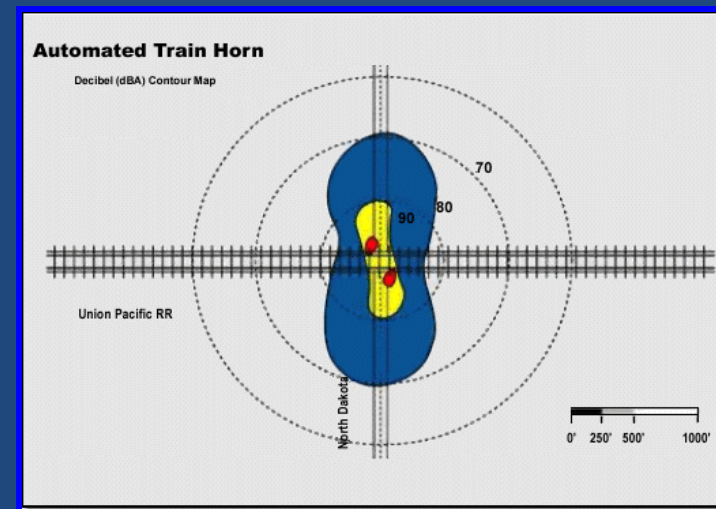 Automated Train Horn
Decibel (dBA) Contour Map
70
80
90
Union Pacific RR
North Dakota
0' 250' 500' 1000'